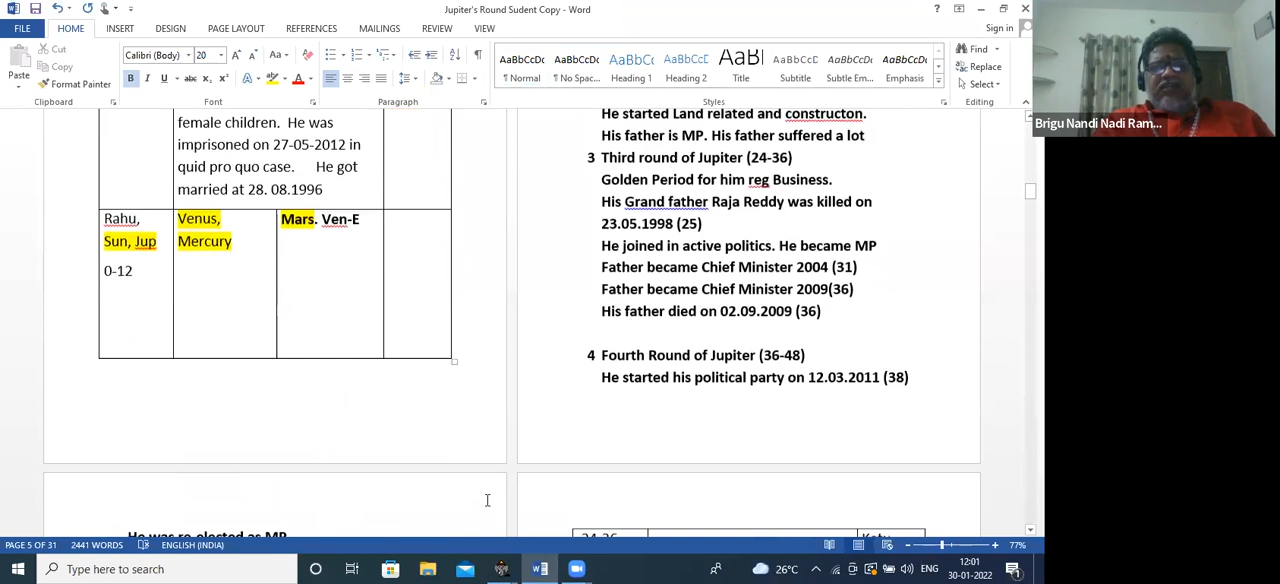 Jupiter's Round Sudent Copy - Word
Sign in
FILE HOME INSERT DESIGN PAGE LAYOUT REFERENCES MAILINGS REVIEW VIEW
Paste
Cut
Copy
Format Painter
Calibri (Body) 20
AaBbCcDc ¶ Normal
AaBbCcDc ¶ No Spac...
AaBbCc Heading 1
AaBbCcDc Heading 2
AaBl Title
AaBbCcDc Subtitle
AaBbCcDc Subtle Em...
AaBbCcDc Emphasis
Find
Replace
Select
Clipboard Font Paragraph Styles Editing
Brigu Nandi Nadi Ram...
female children. He was
imprisoned on 27-05-2012 in
quid pro quo case. He got
married at 28. 08.1996
Rahu,
Sun, Jup
0-12
Venus,
Mercury
Mars. Ven-E
He started Land related and constructon.
His father is MP. His father suffered a lot
3 Third round of Jupiter (24-36)
Golden Period for him reg Business.
His Grand father Raja Reddy was killed on
23.05.1998 (25)
He joined in active politics. He became MP
Father became Chief Minister 2004 (31)
Father became Chief Minister 2009(36)
His father died on 02.09.2009 (36)
4 Fourth Round of Jupiter (36-48)
He started his political party on 12.03.2011 (38)
He was re-elected as MP
24-36
Ketu
PAGE 5 OF 31 2441 WORDS ENGLISH (INDIA) 77%
Type here to search
26°C
ENG
12:01
30-01-2022